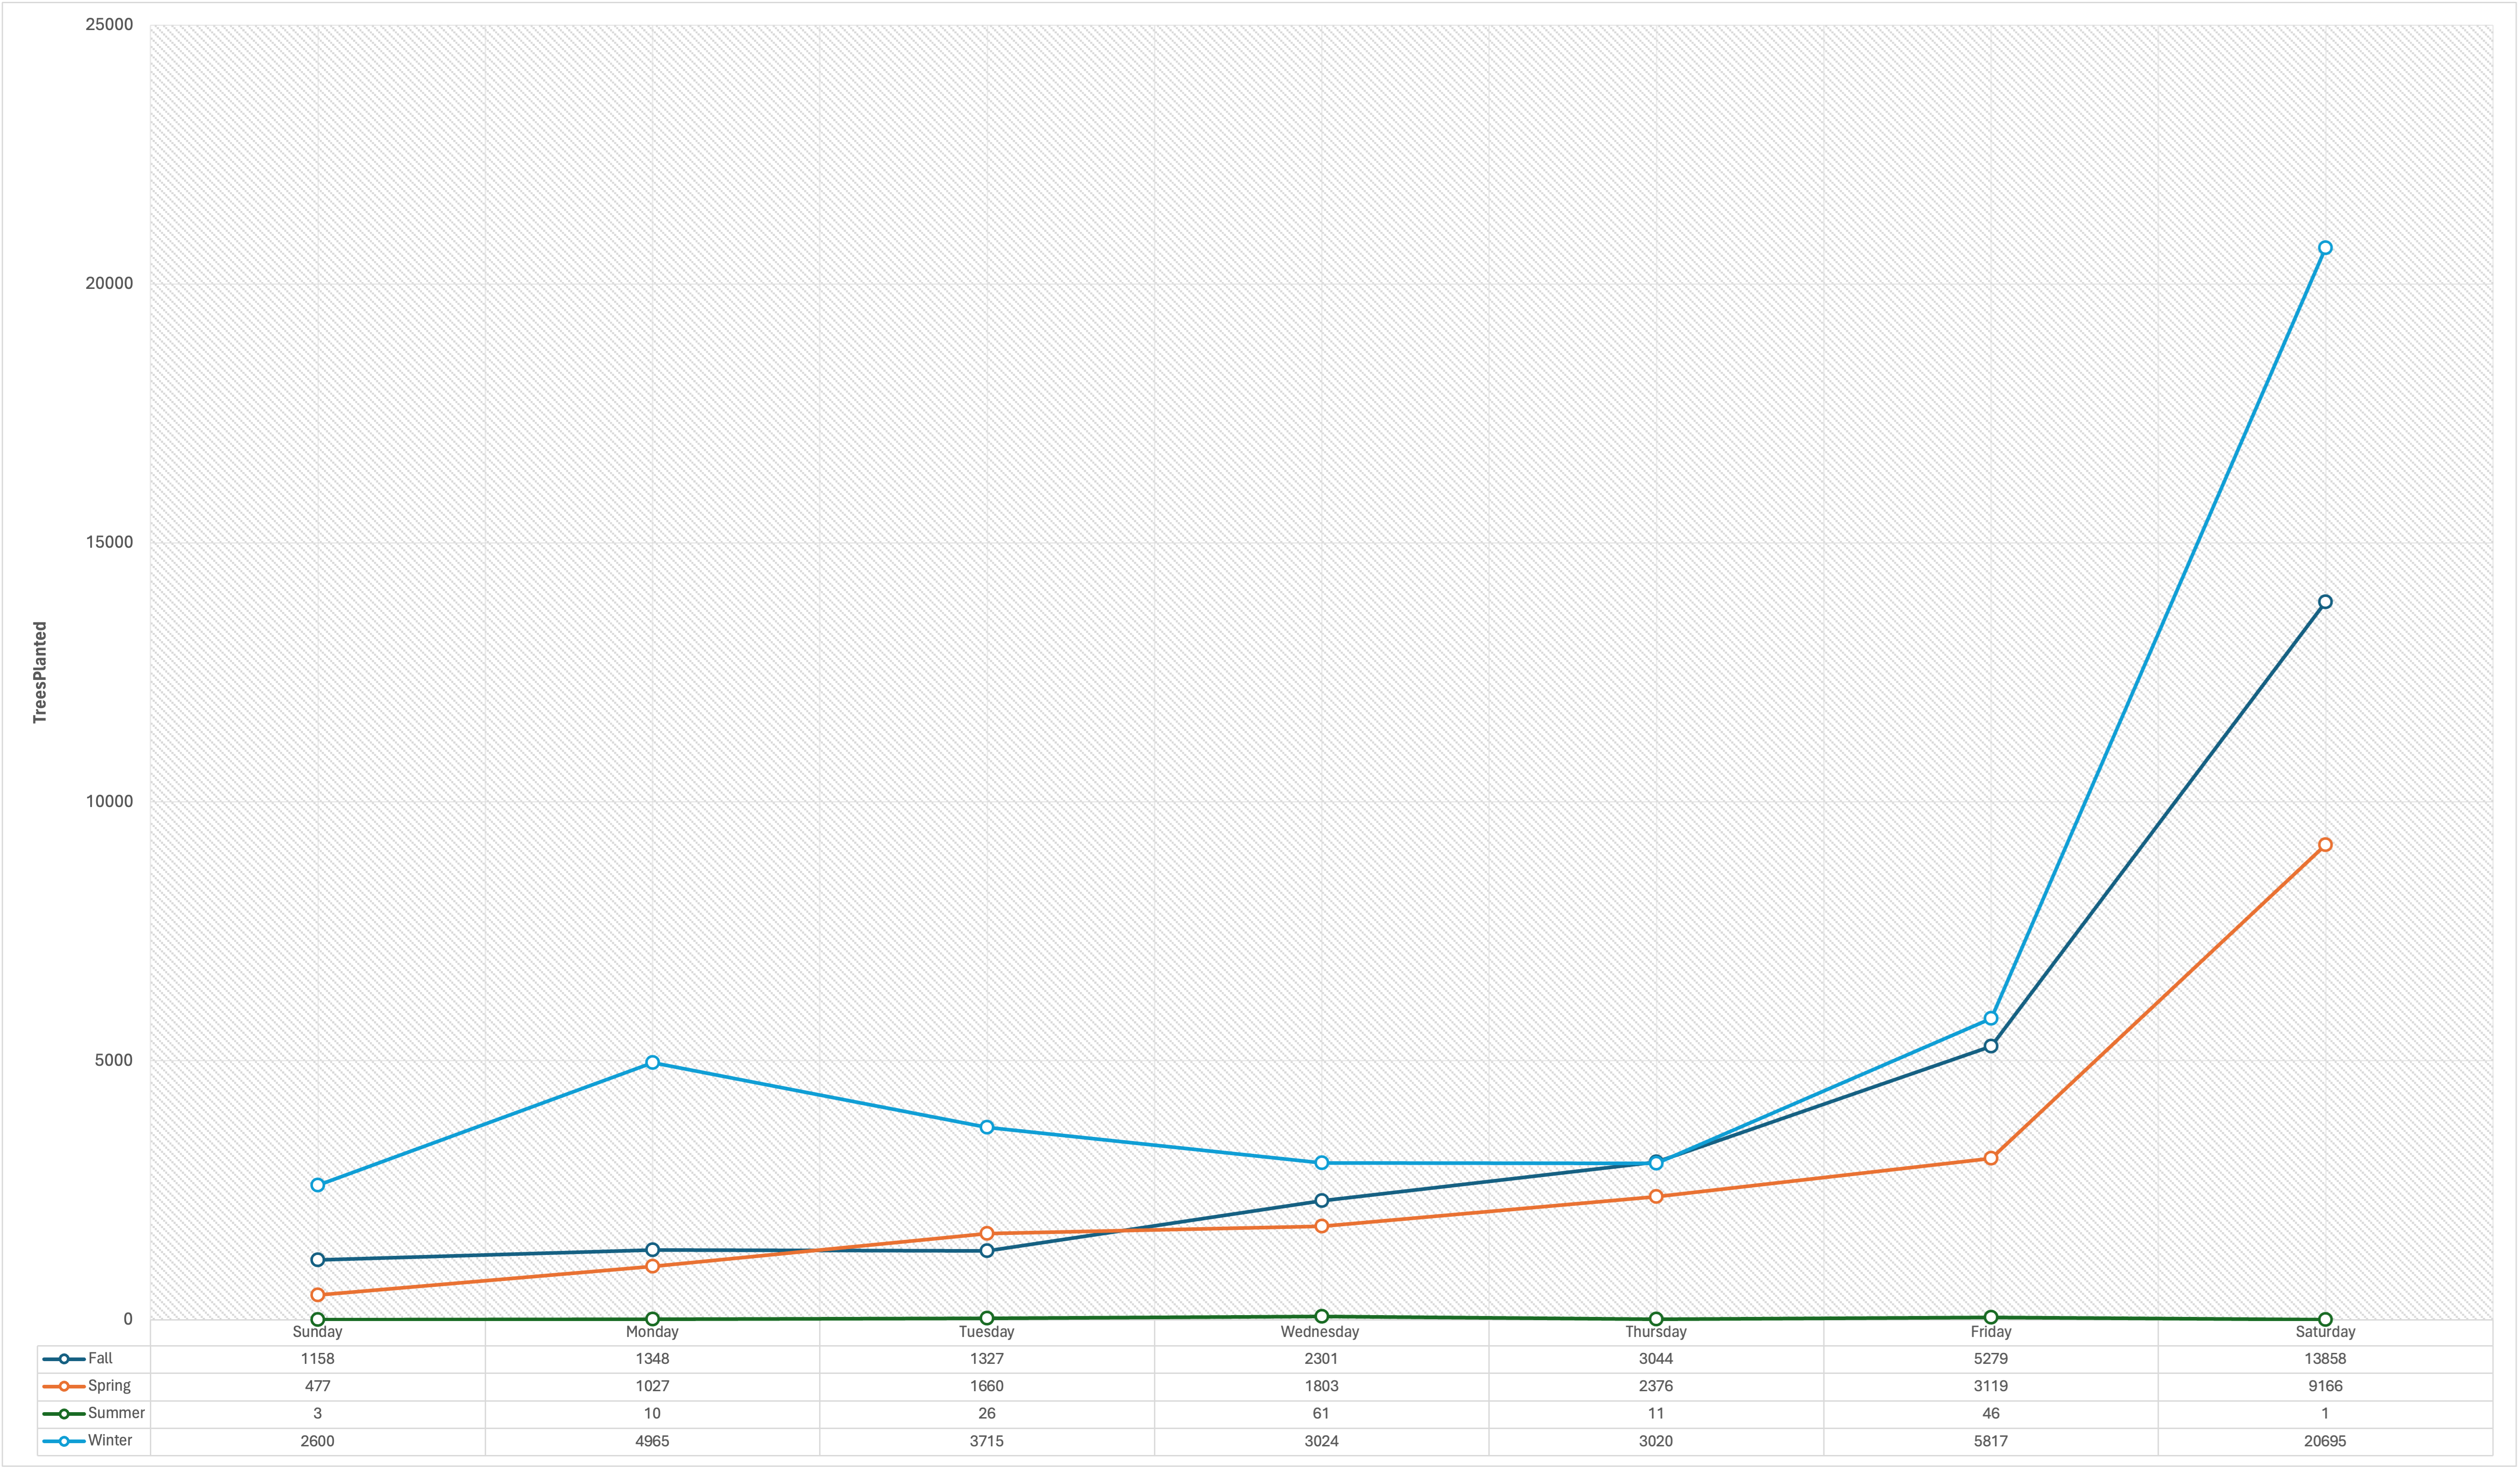 25000
20000
15000
10000
5000
0
TreesPlanted
Sunday Monday Tuesday Wednesday Thursday Friday Saturday
Fall 1158 1348 1327 2301 3044 5279 13858
Spring 477 1027 1660 1803 2376 3119 9166
Summer 3 10 26 61 11 46 1
Winter 2600 4965 3715 3024 3020 5817 20695